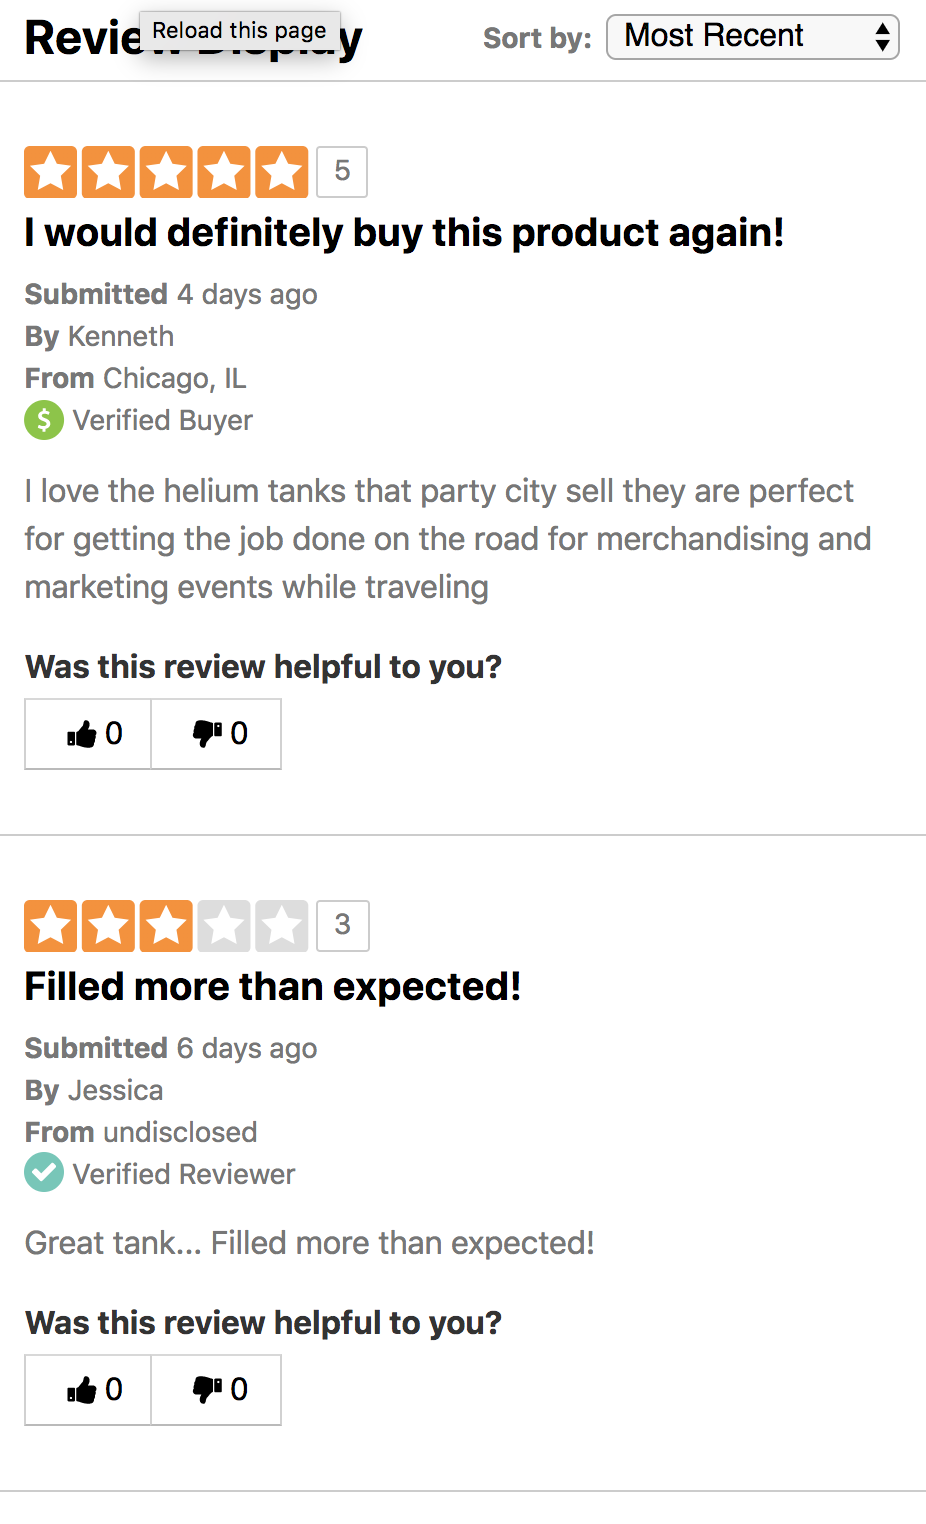 Review Display
Reload this page
Sort by: Most Recent
5
I would definitely buy this product again!
Submitted 4 days ago
By Kenneth
From Chicago, IL
$ Verified Buyer
I love the helium tanks that party city sell they are perfect
for getting the job done on the road for merchandising and
marketing events while traveling
Was this review helpful to you?
0 0
3
Filled more than expected!
Submitted 6 days ago
By Jessica
From undisclosed
Verified Reviewer
Great tank... Filled more than expected!
Was this review helpful to you?
0 0